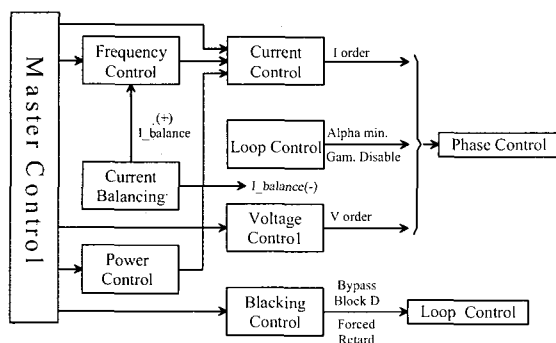 Master Control
Frequency
Control
Current
Control
I order
(+)
I_balance
Loop Control
Alpha min.
Gam. Disable
Phase Control
Current
Balancing
I_balance(-)
Voltage
Control
V order
Power
Control
Blacking
Control
Bypass
Block D
Forced
Retard
Loop Control